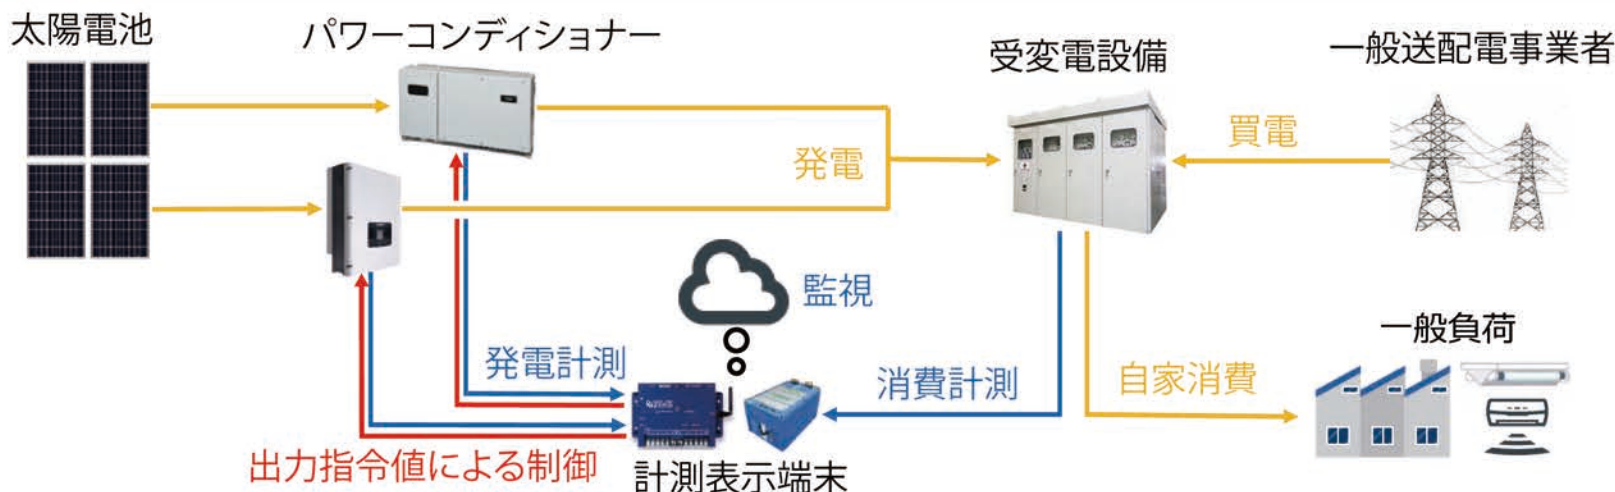 太陽電池
パワーコンディショナー
受変電設備
一般送配電事業者
買電
発電
監視
一般負荷
発電計測
消費計測
自家消費
出力指令値による制御
計測表示端末